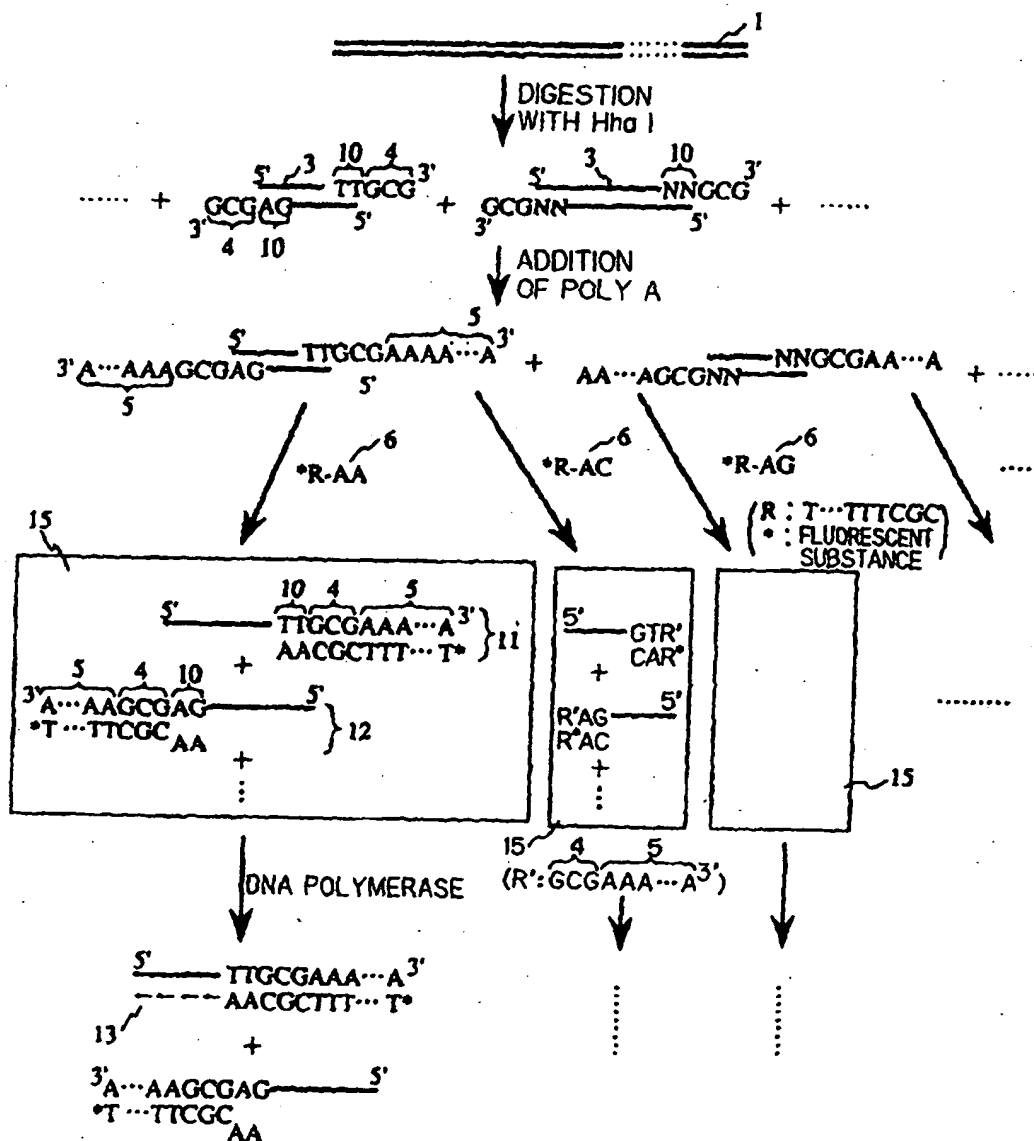 1
DIGESTION
WITH Hha I
3 10 4 3 10
5' TTGCG 3' 5' NNGCG 3'
...... + GCGAG 5' + GCGNN 5' + ......
3' 4 10 3'
ADDITION
OF POLY A
5
5' TTGCGAAAA...A 3' NNGCGAA...A
3' A...AAAGCGAG 5' + AA...AGCGNN + .....
5
6 6 6
*R-AA *R-AC *R-AG .....
(R : T...TTTCGC)
* : FLUORESCENT
SUBSTANCE
15
10 4 5
5' TTGCGAAA...A 3' 11
AACGCTTT...T*
+
5 4 10
3' A...AAGCGAG 5' 12
*T...TTCGC AA
+
⋮
5'
GTR'
CAR*
+
5'
R'AG
R*AC
+
⋮
15
15
.........
4 5
(R':GCGAAA...A 3')
DNA POLYMERASE
5' TTGCGAAA...A 3'
AACGCTTT...T*
13
+
3' A...AAGCGAG 5'
*T...TTCGC AA